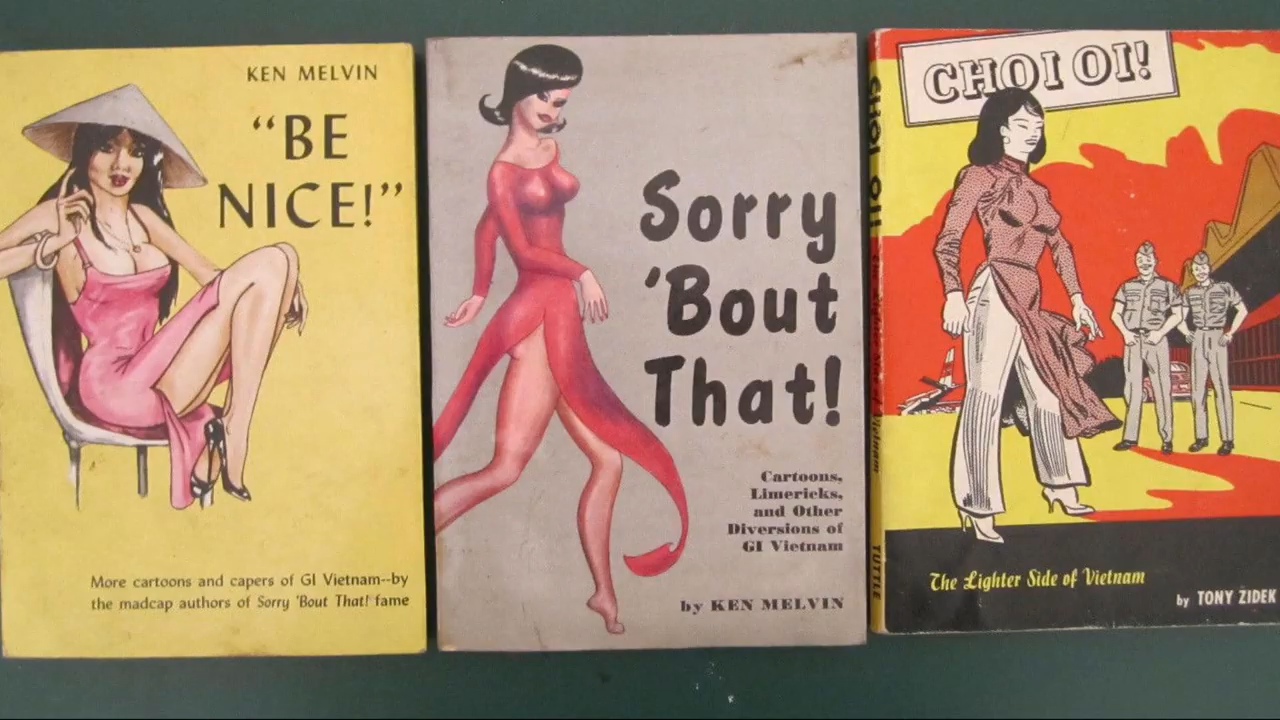 KEN MELVIN
"BE
NICE!"
More cartoons and capers of GI Vietnam--by
the madcap authors of Sorry 'Bout That! fame
Sorry
'Bout
That!
Cartoons,
Limericks,
and Other
Diversions of
GI Vietnam
by KEN MELVIN
CHOI OI!
The Lighter Side of Vietnam
by TONY ZIDEK
CHOI OI!
Vietnam
TUTTLE